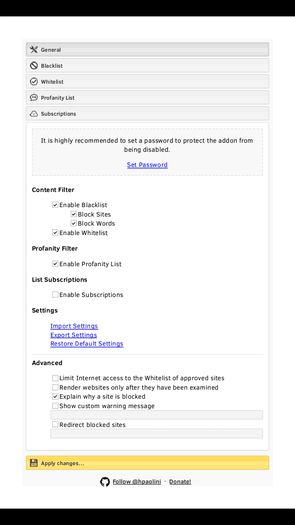 General
Blacklist
Whitelist
Profanity List
Subscriptions
It is highly recommended to set a password to protect the addon from
being disabled.
Set Password
Content Filter
Enable Blacklist
Block Sites
Block Words
Enable Whitelist
Profanity Filter
Enable Profanity List
List Subscriptions
Enable Subscriptions
Settings
Import Settings
Export Settings
Restore Default Settings
Advanced
Limit Internet access to the Whitelist of approved sites
Render websites only after they have been examined
Explain why a site is blocked
Show custom warning message
Redirect blocked sites
Apply changes...
Follow @hpaolini · Donate!